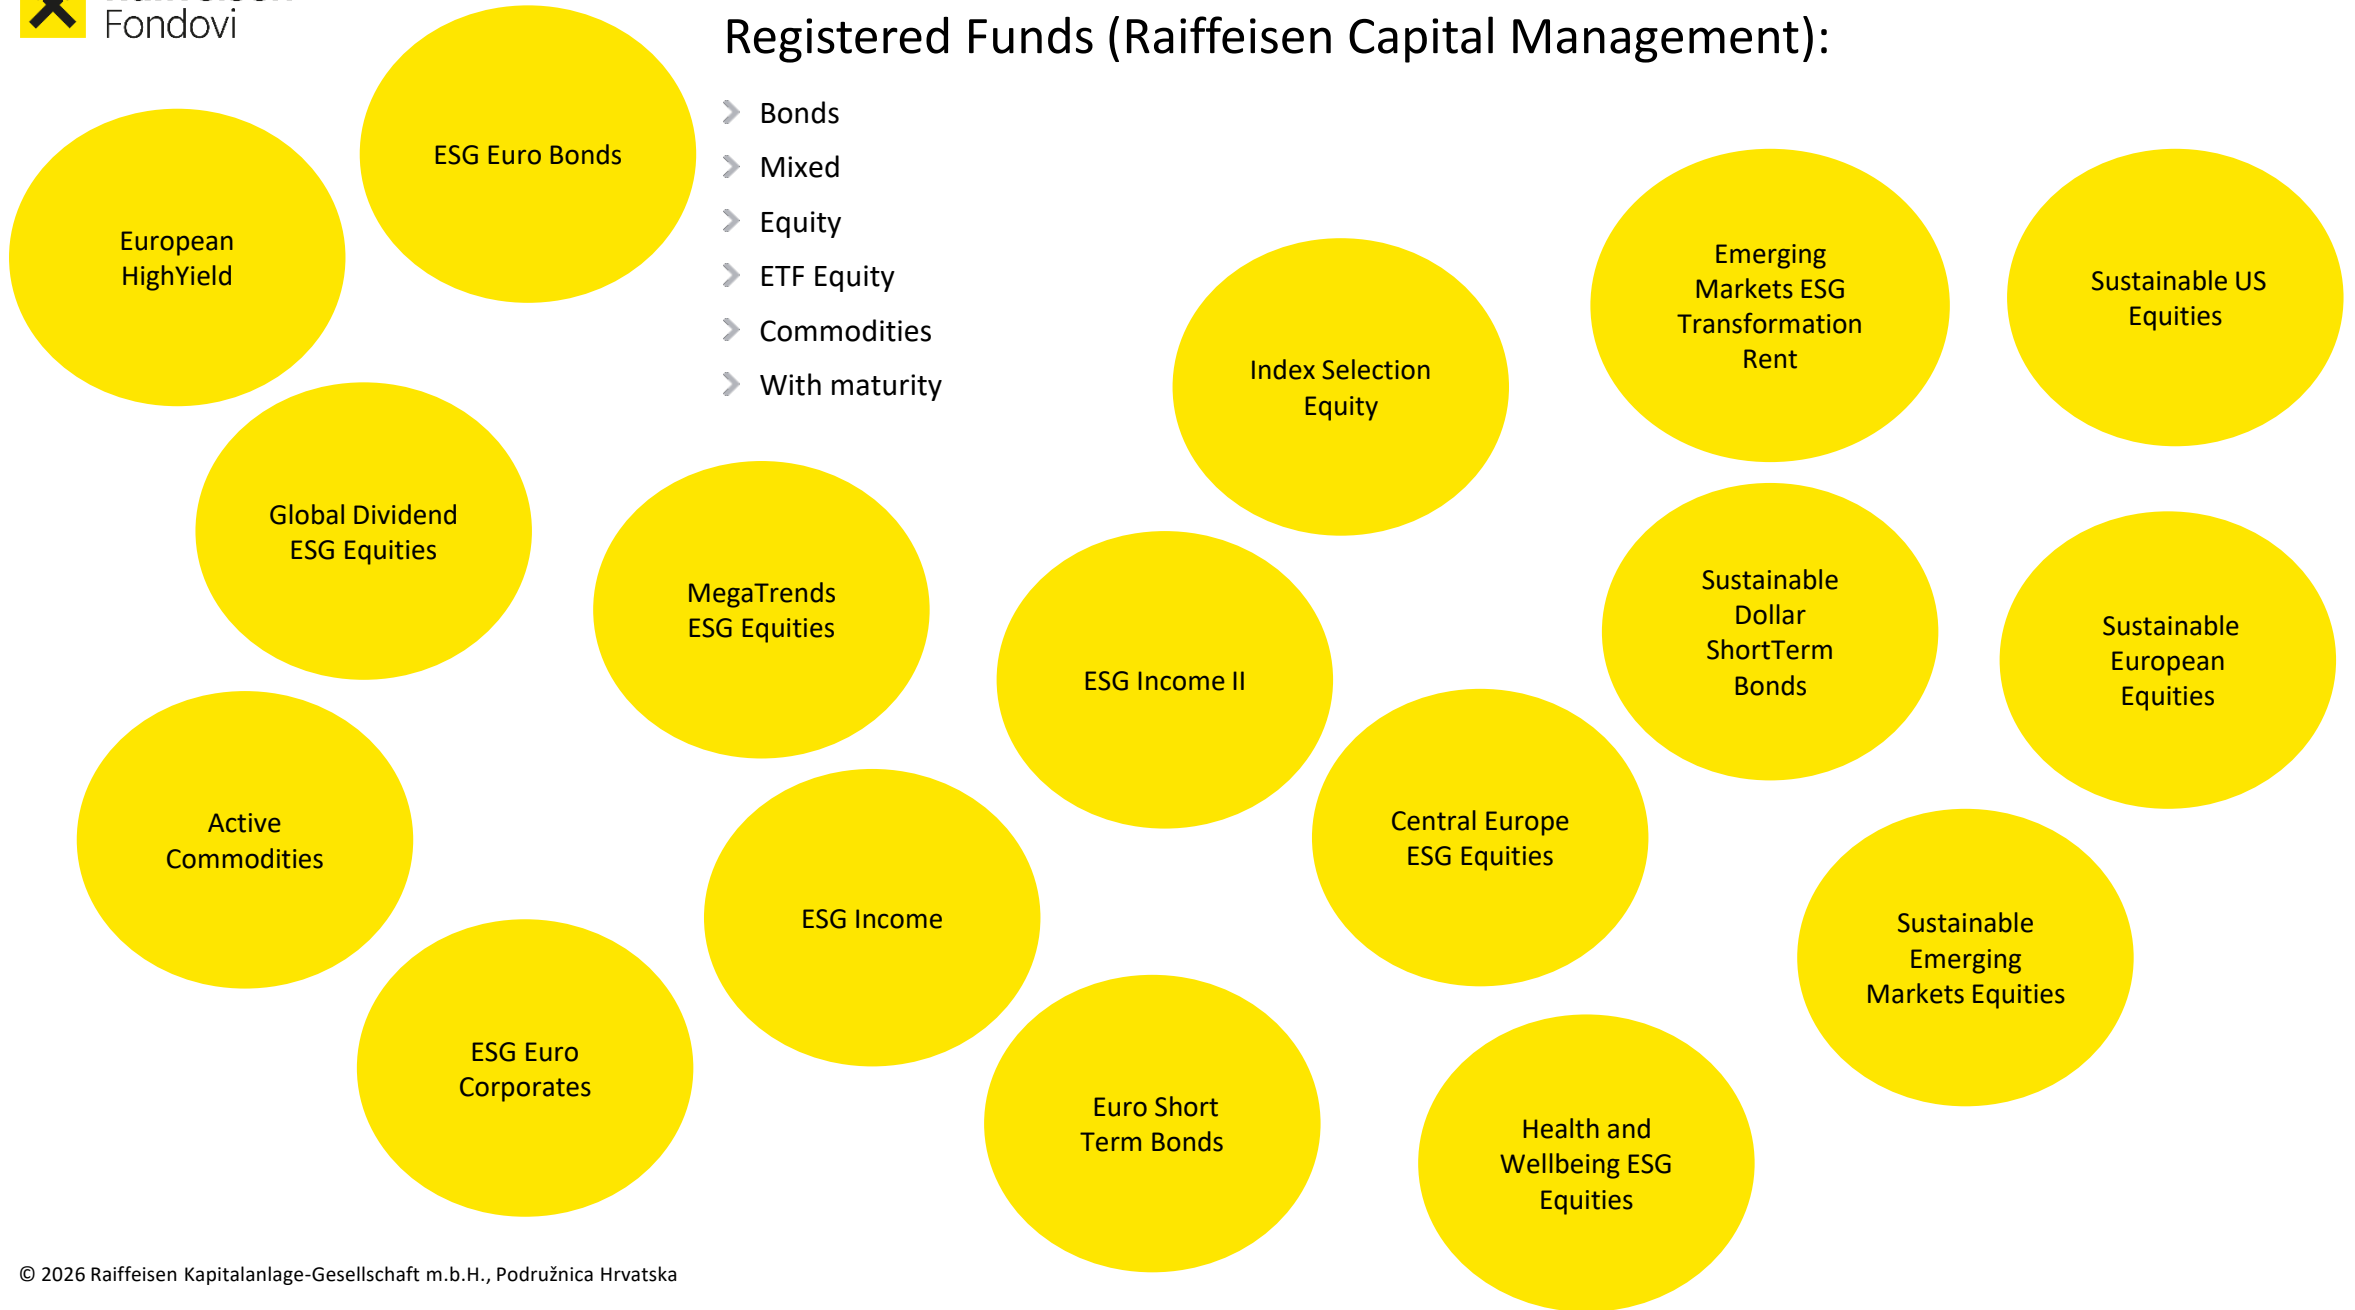 Fondovi
Registered Funds (Raiffeisen Capital Management):
Bonds
Mixed
Equity
ETF Equity
Commodities
With maturity
ESG Euro Bonds
European
HighYield
Emerging
Markets ESG
Transformation
Rent
Sustainable US
Equities
Index Selection
Equity
Global Dividend
ESG Equities
MegaTrends
ESG Equities
ESG Income II
Sustainable
Dollar
ShortTerm
Bonds
Sustainable
European
Equities
Active
Commodities
ESG Income
Central Europe
ESG Equities
Sustainable
Emerging
Markets Equities
ESG Euro
Corporates
Euro Short
Term Bonds
Health and
Wellbeing ESG
Equities
© 2026 Raiffeisen Kapitalanlage-Gesellschaft m.b.H., Podružnica Hrvatska